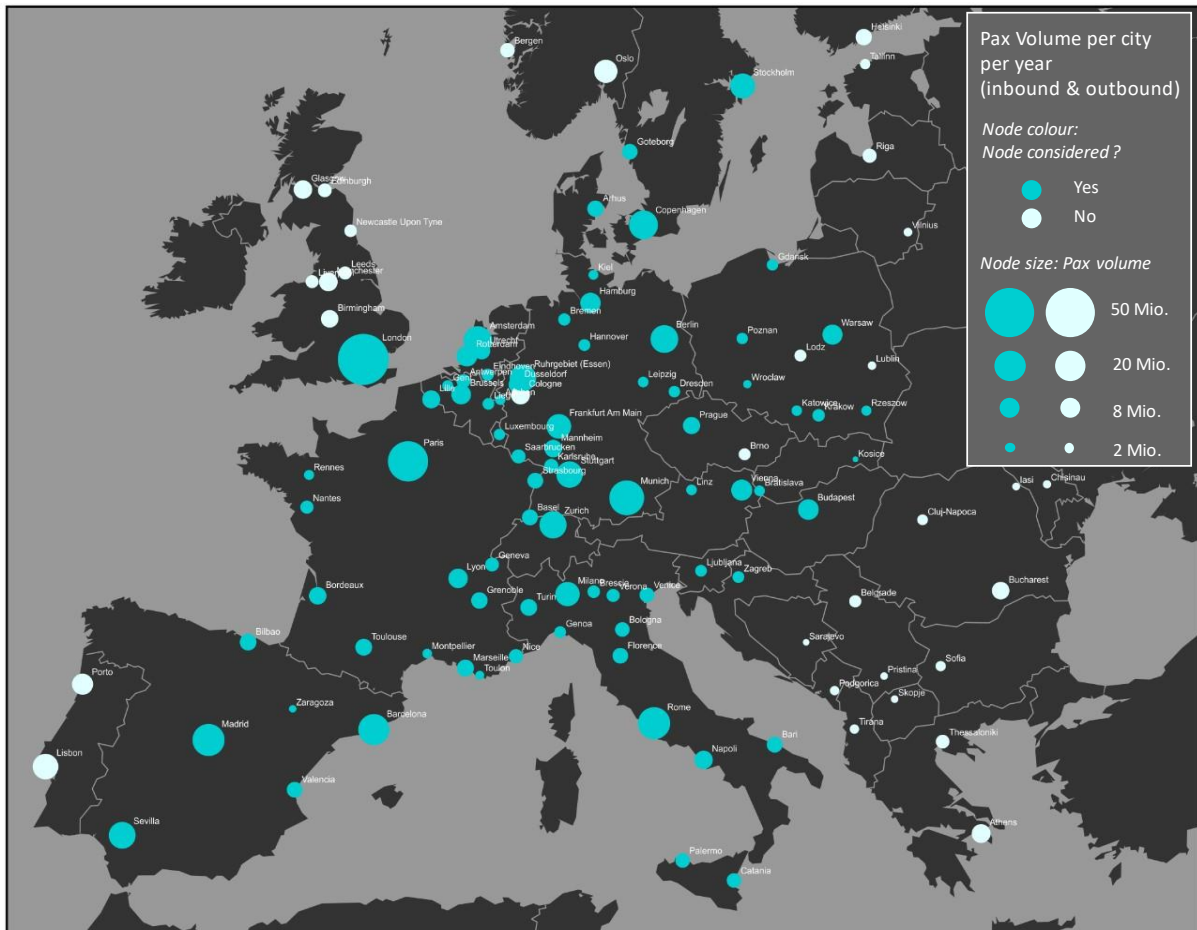 Bergen
Oslo
Helsinki
Tallinn
Stockholm
Goteborg
Riga
Glasgow
Edinburgh
Arhus
Copenhagen
Newcastle Upon Tyne
Vilnius
Leeds
Kiel
Gdansk
Hamburg
Birmingham
Bremen
London
Amsterdam
Utrecht
Rotterdam
Hannover
Berlin
Poznan
Warsaw
Lodz
Lublin
Eindhoven
Ruhrgebiet (Essen)
Antwerpen
Düsseldorf
Brussels
Cologne
Lille
Leipzig
Dresden
Wroclaw
Katowice
Krakow
Rzeszow
Frankfurt Am Main
Luxembourg
Prague
Mannheim
Saarbrucken
Karlsruhe
Stuttgart
Strasbourg
Paris
Brno
Kosice
Rennes
Nantes
Munich
Linz
Vienna
Bratislava
Budapest
Iasi
Chisinau
Basel
Zurich
Cluj-Napoca
Geneva
Lyon
Ljubljana
Zagreb
Bordeaux
Grenoble
Turin
Milano
Brescia
Verona
Venice
Belgrade
Bucharest
Bilbao
Toulouse
Montpellier
Marseille
Toulon
Nice
Genoa
Bologna
Florence
Sarajevo
Pristina
Sofia
Podgorica
Skopje
Porto
Zaragoza
Madrid
Barcelona
Rome
Tirana
Thessaloniki
Lisbon
Napoli
Bari
Valencia
Sevilla
Athens
Palermo
Catania
Pax Volume per city
per year
(inbound & outbound)
Node colour:
Node considered ?
Yes
No
Node size: Pax volume
50 Mio.
20 Mio.
8 Mio.
2 Mio.